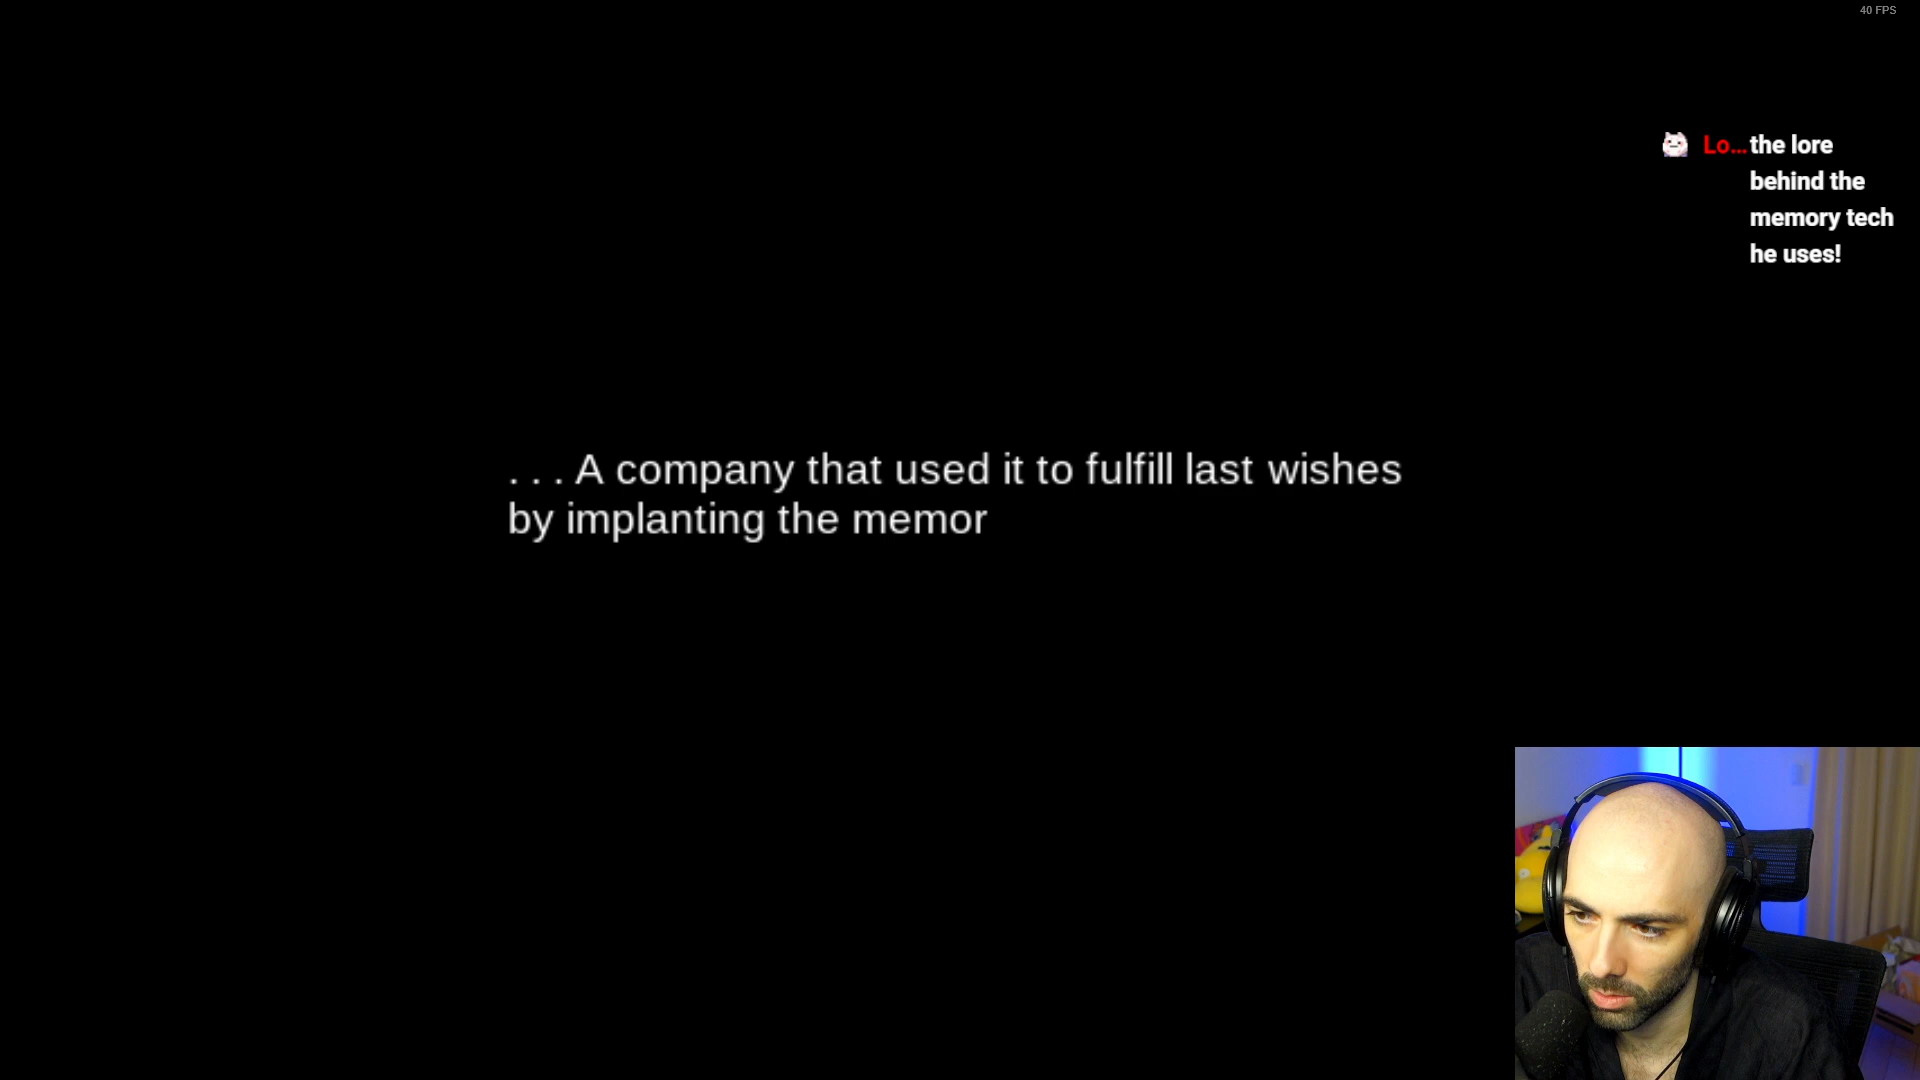 40 FPS
Lo...the lore
behind the
memory tech
he uses!
. . . A company that used it to fulfill last wishes
by implanting the memor